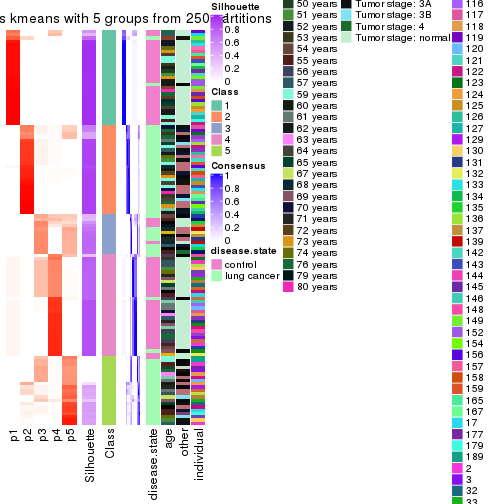 s kmeans with 5 groups from 250 partitions
Silhouette
1
0.8
0.6
0.4
0.2
0
Class
1
2
3
4
5
Consensus
1
0.8
0.6
0.4
0.2
0
disease.state
control
lung cancer
p1
p2
p3
p4
p5
Silhouette
Class
disease.state
age
other
individual
50 years
51 years
52 years
53 years
54 years
55 years
56 years
57 years
59 years
60 years
61 years
62 years
63 years
64 years
65 years
67 years
68 years
69 years
70 years
71 years
72 years
73 years
74 years
76 years
79 years
80 years
Tumor stage: 3A
Tumor stage: 3B
Tumor stage: 4
Tumor stage: normal
116
117
118
119
120
121
122
123
124
125
126
127
129
130
131
132
133
134
135
136
137
139
142
143
144
145
146
148
149
152
154
156
157
158
159
165
167
17
177
179
189
2
3
32
33